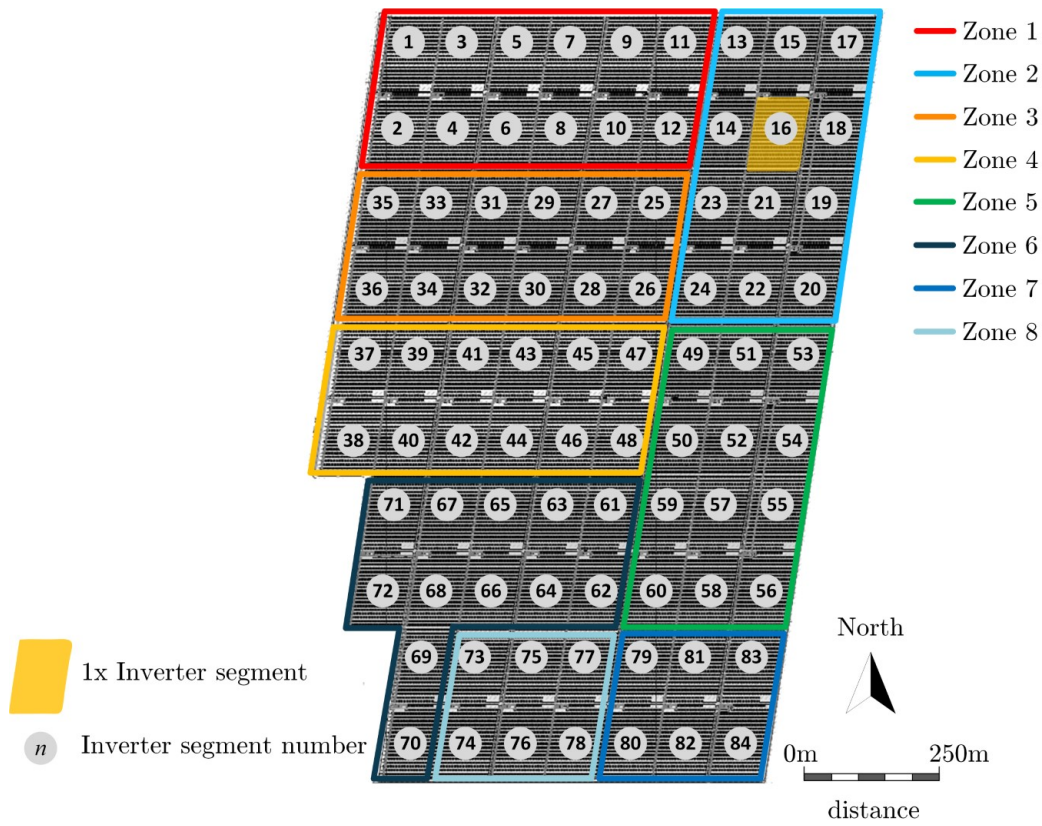 1 3 5 7 9 11 13 15 17
2 4 6 8 10 12 14 16 18
35 33 31 29 27 25 23 21 19
36 34 32 30 28 26 24 22 20
37 39 41 43 45 47 49 51 53
38 40 42 44 46 48 50 52 54
71 67 65 63 61 59 57 55
72 68 66 64 62 60 58 56
69 73 75 77 79 81 83
70 74 76 78 80 82 84
Zone 1
Zone 2
Zone 3
Zone 4
Zone 5
Zone 6
Zone 7
Zone 8
1x Inverter segment
n Inverter segment number
North
0m 250m
distance